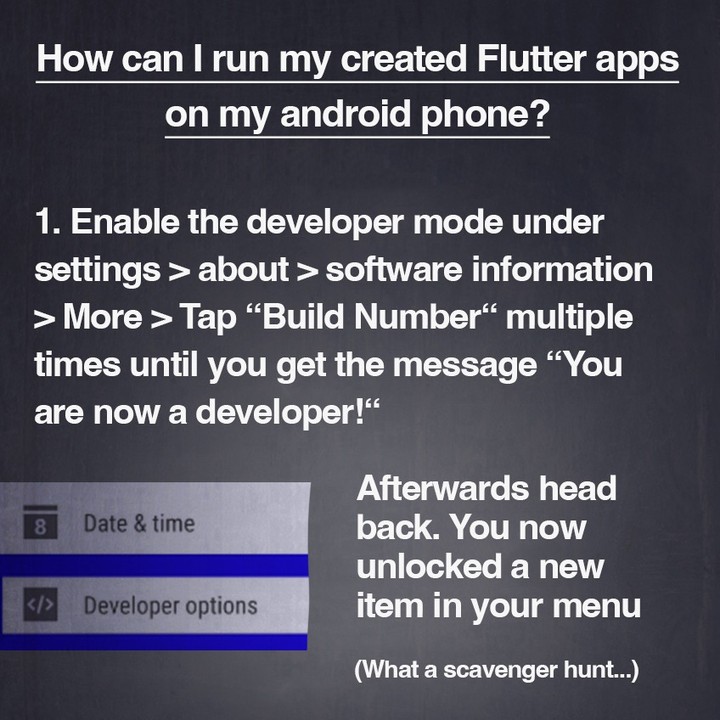 How can I run my created Flutter apps
on my android phone?
1. Enable the developer mode under
settings > about > software information
> More > Tap “Build Number“ multiple
times until you get the message “You
are now a developer!“
8 Date & time
</> Developer options
Afterwards head
back. You now
unlocked a new
item in your menu
(What a scavenger hunt...)